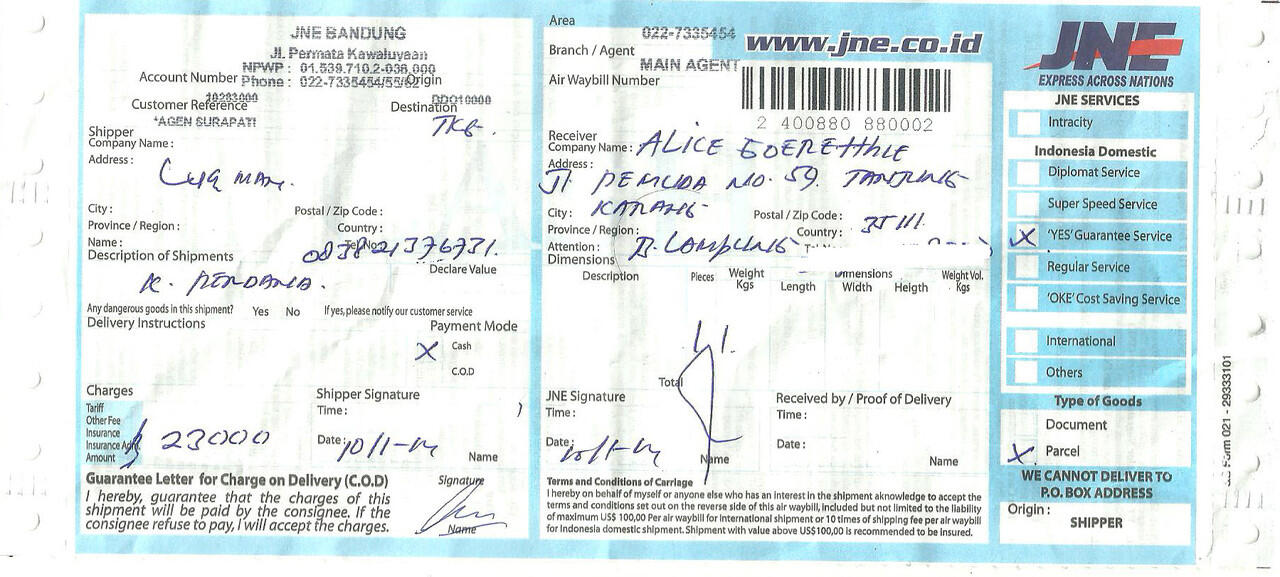 JNE BANDUNG
Jl. Permata Kawaluyaan
NPWP : 01.539.710.2-036.000
Account Number Phone : 022-7335454/55/62 Origin
10283000
Customer Reference
DDO10000
Destination
*AGEN SURAPATI
TKG.
Shipper
Company Name :
Address :
City :
Postal / Zip Code :
Province / Region :
Country :
Name :
083821376731.
Description of Shipments
Declare Value
Any dangerous goods in this shipment? Yes No If yes, please notify our customer service
Delivery Instructions
Payment Mode
X Cash
C.O.D
Charges
Tariff
Other Fee
Insurance
Insurance Adm
Amount
23000
Shipper Signature
Time :
Date: 10/1-14
Name
Guarantee Letter for Charge on Delivery (C.O.D)
I hereby, guarantee that the charges of this
shipment will be paid by the consignee. If the
consignee refuse to pay, I will accept the charges.
Signature
Name
Area
022-7335454
www.jne.co.id
Branch / Agent
MAIN AGENT
Air Waybill Number
2 400880 880002
Receiver
Company Name : ALICE
Address :
Jl. PEMUDA NO. 59. TANJUNG
City : KARANG
Postal / Zip Code : 35111.
Province / Region :
Country :
Attention : B. LAMPUNG
Dimensions
Description Pieces Weight Kgs Dimensions Length Width Heigth Weight Vol. Kgs
Total
JNE Signature
Time :
Date: 10/1-14
Name
Received by / Proof of Delivery
Time :
Date :
Name
Terms and Conditions of Carriage
I hereby on behalf of myself or anyone else who has an interest in the shipment aknowledge to accept the
terms and conditions set out on the reverse side of this air waybill, included but not limited to the liability
of maximum US$ 100,00 Per air waybill for International shipment or 10 times of shipping fee per air waybill
for Indonesia domestic shipment. Shipment with value above US$100,00 is recommended to be insured.
JNE
EXPRESS ACROSS NATIONS
JNE SERVICES
Intracity
Indonesia Domestic
Diplomat Service
Super Speed Service
X 'YES' Guarantee Service
Regular Service
'OKE' Cost Saving Service
International
Others
Type of Goods
Document
X Parcel
WE CANNOT DELIVER TO
P.O. BOX ADDRESS
Origin :
SHIPPER
Form 021 - 29333101